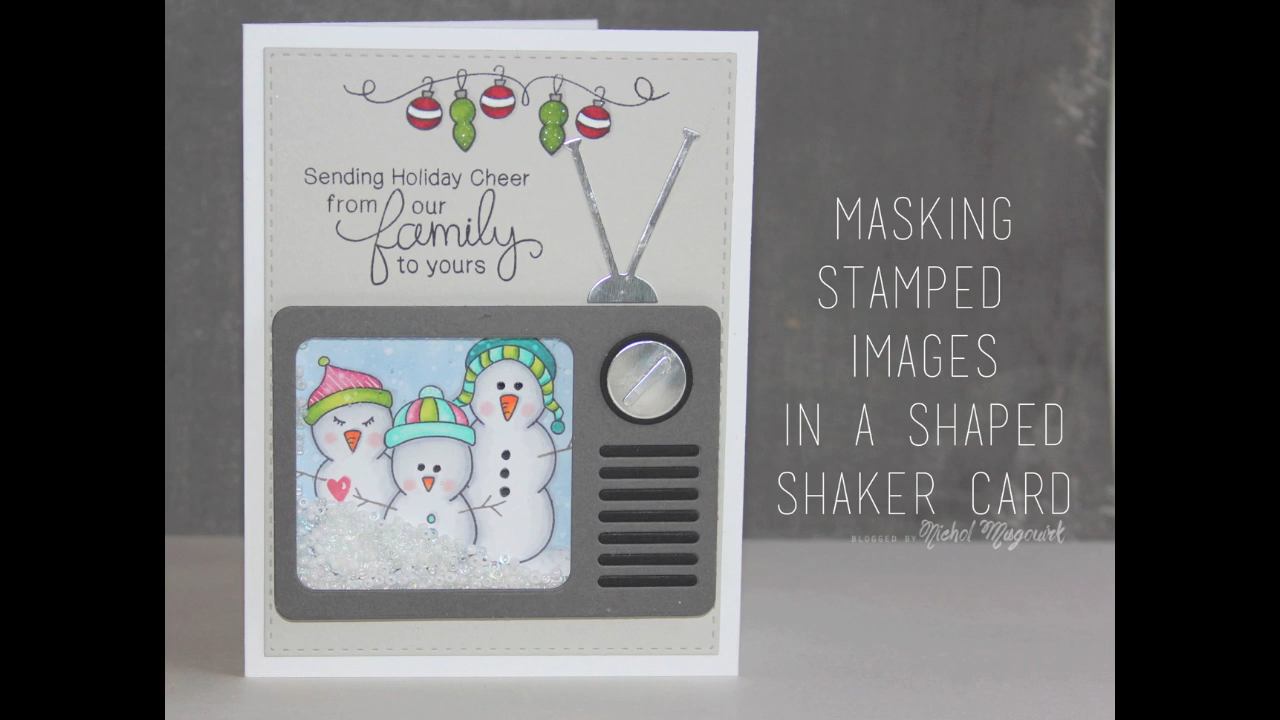 Sending Holiday Cheer
from our
family
to yours
MASKING
STAMPED
IMAGES
IN A SHAPED
SHAKER CARD
BLOGGED BY Nichol Magouirk